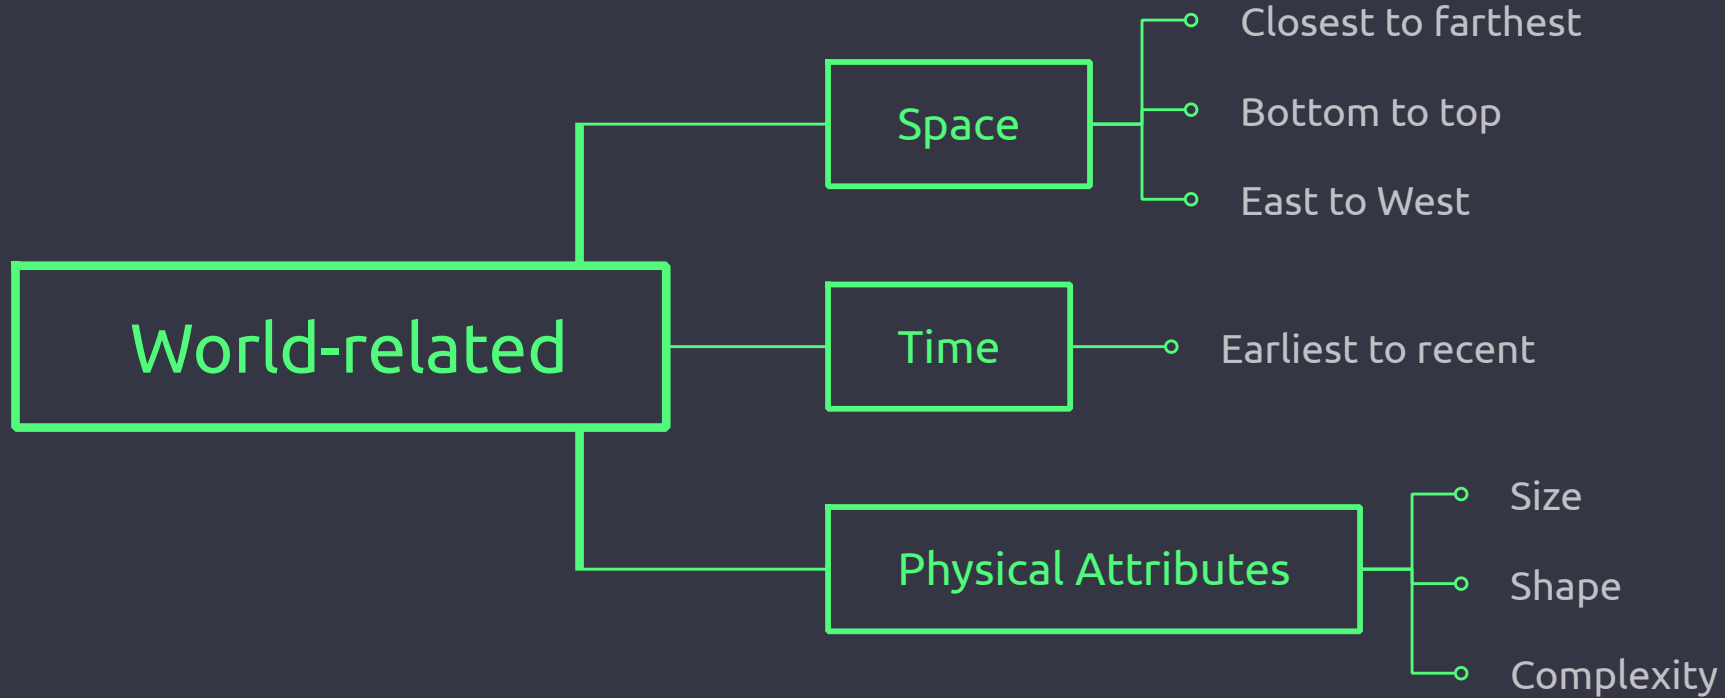 Closest to farthest
Space
Bottom to top
East to West
World-related
Time
Earliest to recent
Physical Attributes
Size
Shape
Complexity